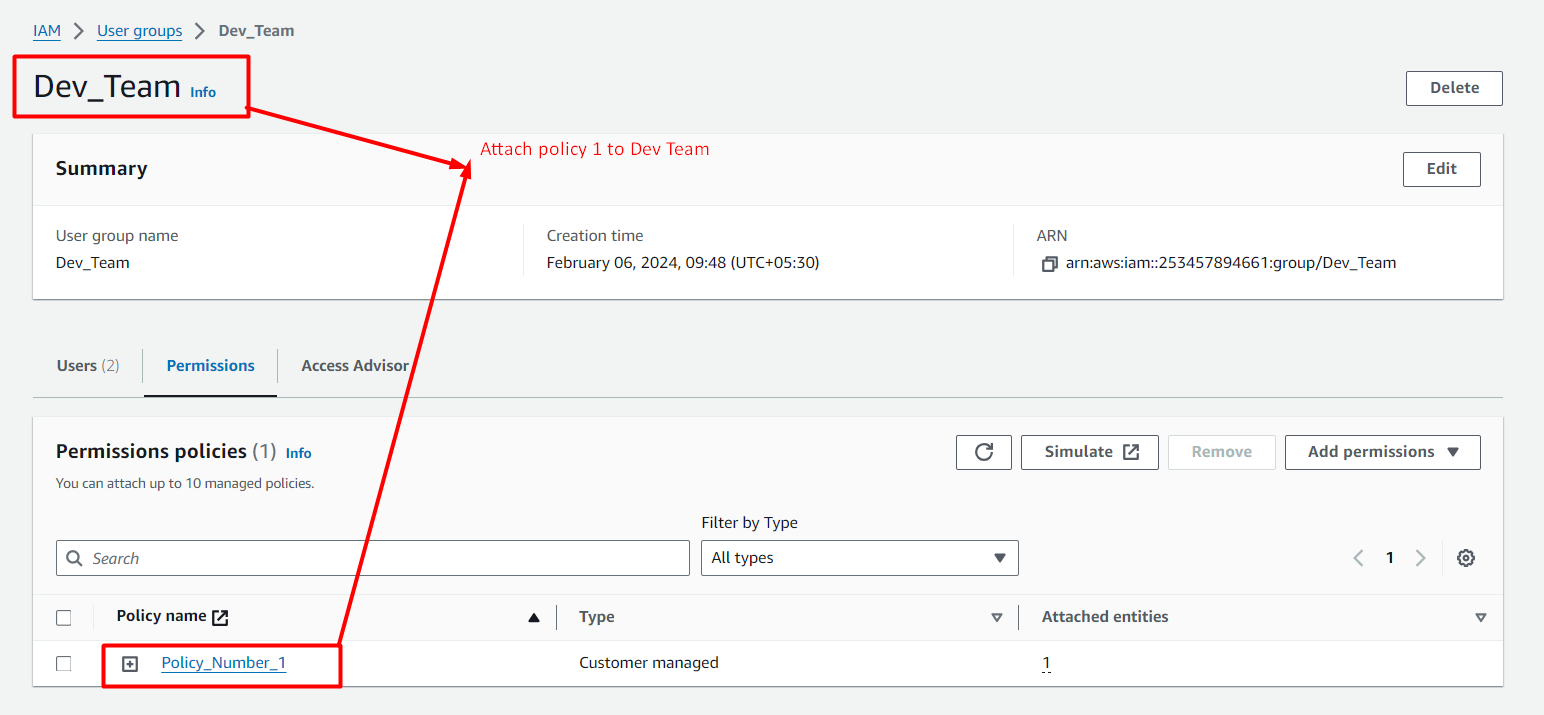 IAM > User groups > Dev_Team
Dev_Team Info
Delete
Attach policy 1 to Dev Team
Summary
Edit
User group name
Dev_Team
Creation time
February 06, 2024, 09:48 (UTC+05:30)
ARN
arn:aws:iam::253457894661:group/Dev_Team
Users (2)
Permissions
Access Advisor
Permissions policies (1) Info
You can attach up to 10 managed policies.
Simulate
Remove
Add permissions
Filter by Type
Search
All types
1
Policy name
Type
Attached entities
Policy_Number_1
Customer managed
1